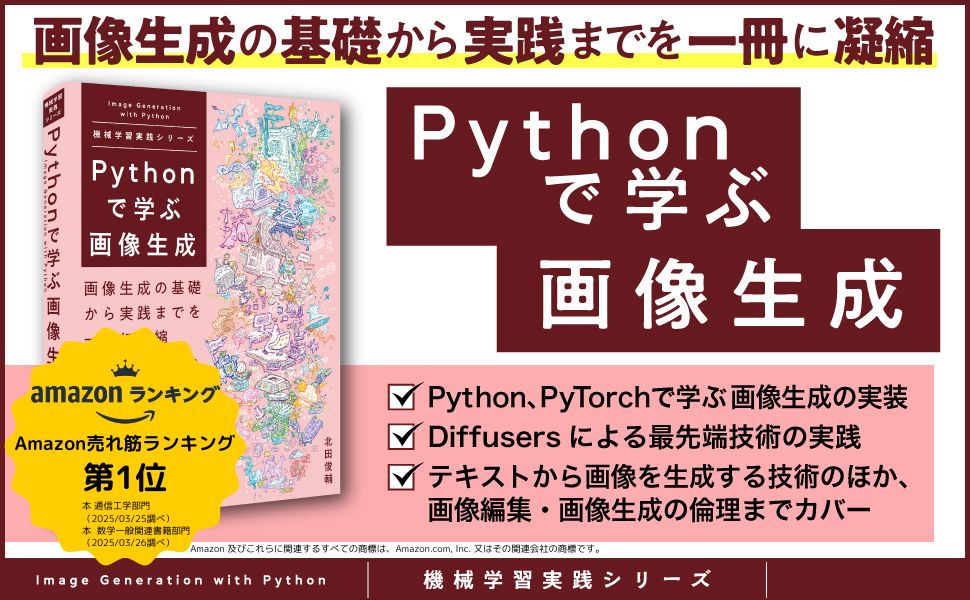 画像生成の基礎から実践までを一冊に凝縮
機械学習
実践
シリーズ
Pythonで学ぶ画像生
Image Generation with Python
Image Generation
with Python
機械学習実践シリーズ
Python
で学ぶ
画像生成
画像生成の基礎
から実践までを
北田俊輔
Python
で学ぶ
画像生成
amazon ランキング
Amazon売れ筋ランキング
第1位
本 通信工学部門
（2025/03/25調べ）
本 数学一般関連書籍部門
（2025/03/26調べ）
Python、PyTorchで学ぶ画像生成の実装
Diffusers による最先端技術の実践
テキストから画像を生成する技術のほか、
画像編集・画像生成の倫理までカバー
Amazon 及びこれらに関連するすべての商標は、Amazon.com, Inc. 又はその関連会社の商標です。
Image Generation with Python
機械学習実践シリーズ